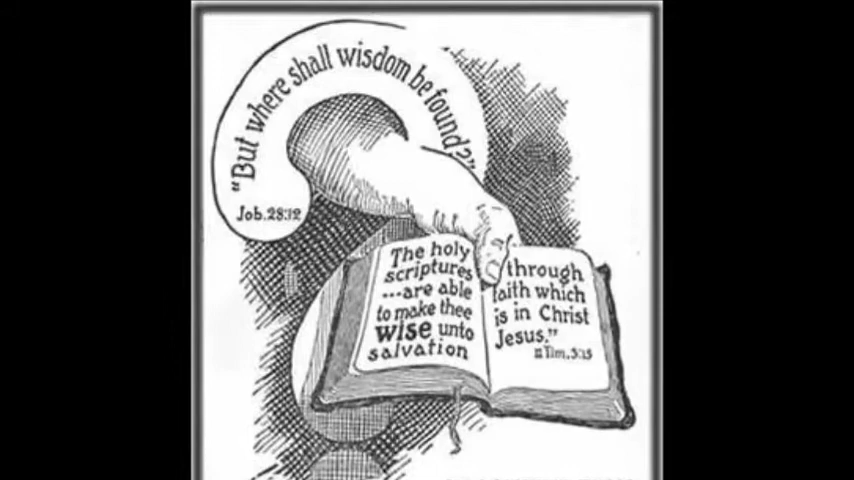 "But where shall wisdom be found?"
Job. 28:12
The holy
scriptures
...are able
to make thee
wise unto
salvation
through
faith which
is in Christ
Jesus."
II Tim. 3:15